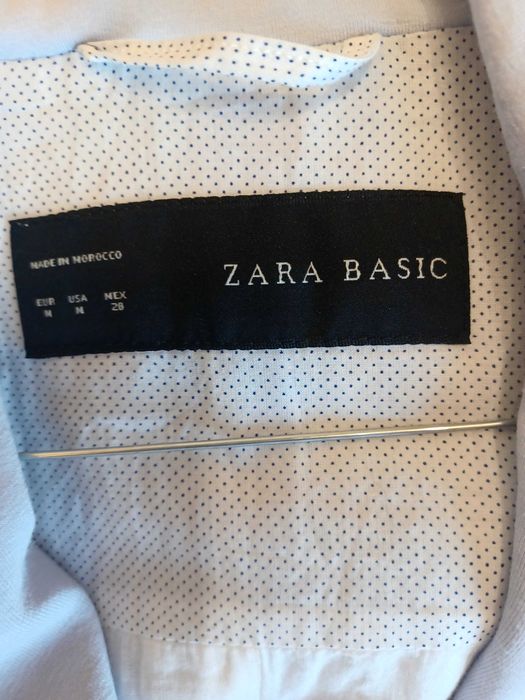 MADE IN MOROCCO
ZARA BASIC
EUR USA MEX
M M 28